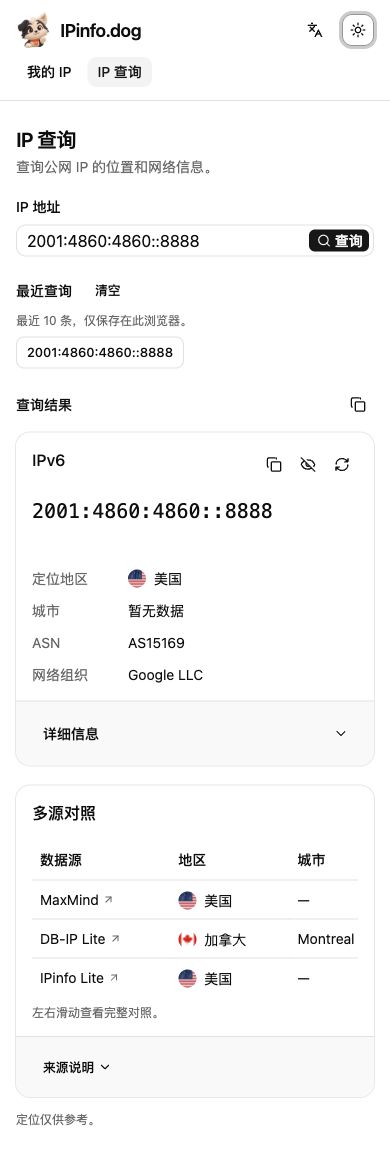 IPinfo.dog
我的 IP IP 查询
IP 查询
查询公网 IP 的位置和网络信息。
IP 地址
2001:4860:4860::8888 查询
最近查询 清空
最近 10 条，仅保存在此浏览器。
2001:4860:4860::8888
查询结果
IPv6
2001:4860:4860::8888
定位地区 美国
城市 暂无数据
ASN AS15169
网络组织 Google LLC
详细信息
多源对照
数据源 地区 城市
MaxMind 美国 —
DB-IP Lite 加拿大 Montreal
IPinfo Lite 美国 —
左右滑动查看完整对照。
来源说明
定位仅供参考。